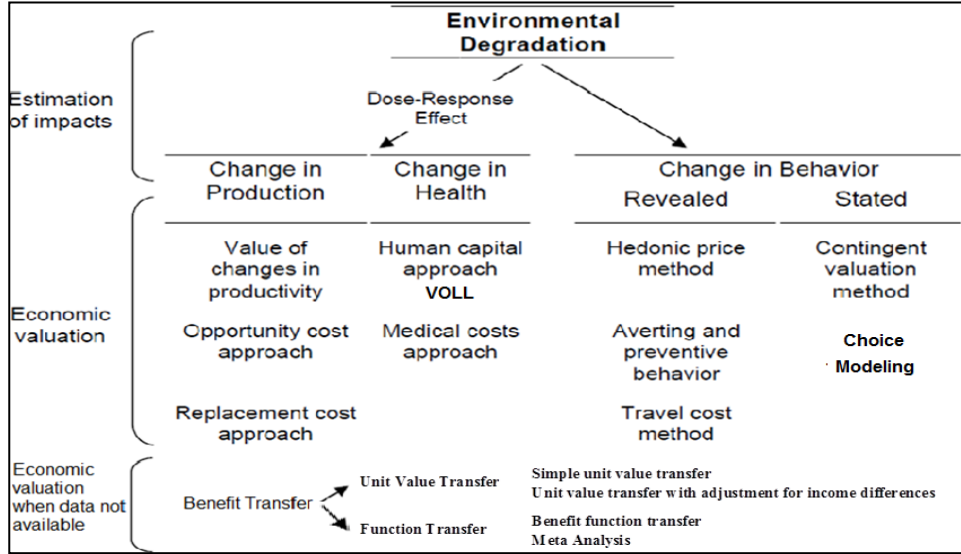 Environmental
Degradation
Estimation
of impacts
Dose-Response
Effect
Change in
Production
Change in
Health
Change in Behavior
Revealed
Stated
Economic
valuation
Value of
changes in
productivity
Human capital
approach
VOLL
Hedonic price
method
Contingent
valuation
method
Opportunity cost
approach
Medical costs
approach
Averting and
preventive
behavior
Choice
Modeling
Replacement cost
approach
Travel cost
method
Economic
valuation
when data not
available
Benefit Transfer
Unit Value Transfer
Simple unit value transfer
Unit value transfer with adjustment for income differences
Function Transfer
Benefit function transfer
Meta Analysis